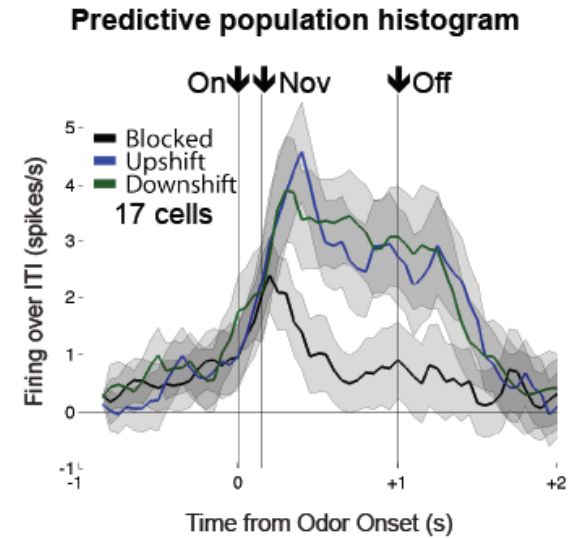 Predictive population histogram
On Nov Off
Blocked
Upshift
Downshift
17 cells
Firing over ITI (spikes/s)
5
4
3
2
1
0
-1
-1 0 +1 +2
Time from Odor Onset (s)